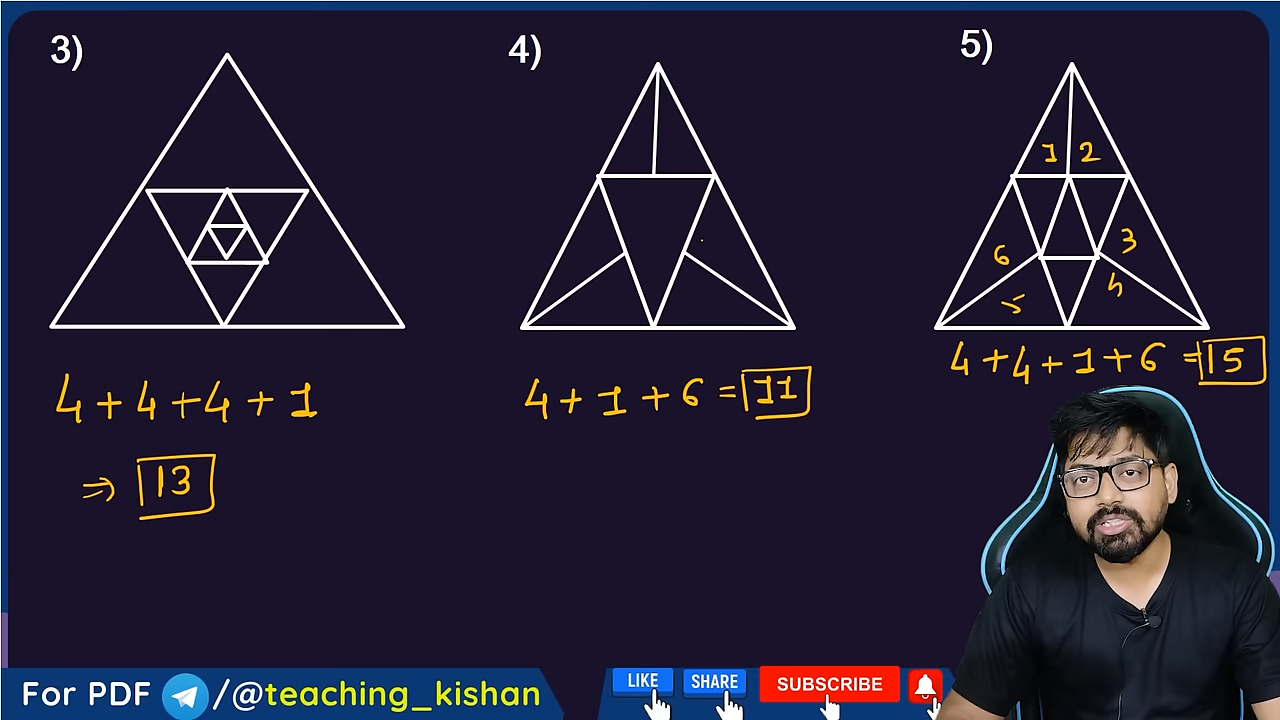 3)
4)
5)
1 2
6 3
5 4
4 + 4 + 4 + 1
⇒ 13
4 + 1 + 6 = 11
4 + 4 + 1 + 6 = 15
For PDF /@teaching_kishan
LIKE
SHARE
SUBSCRIBE